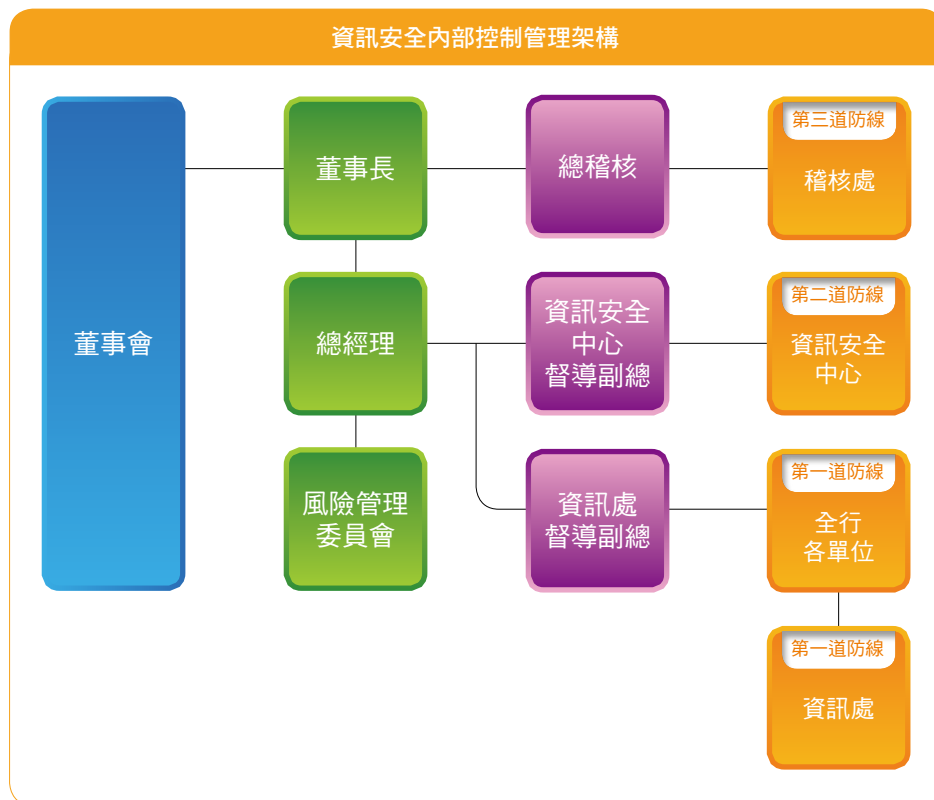 資訊安全內部控制管理架構
董事會
董事長
總稽核
第三道防線
稽核處
總經理
資訊安全
中心
督導副總
第二道防線
資訊安全
中心
風險管理
委員會
資訊處
督導副總
第一道防線
全行
各單位
第一道防線
資訊處